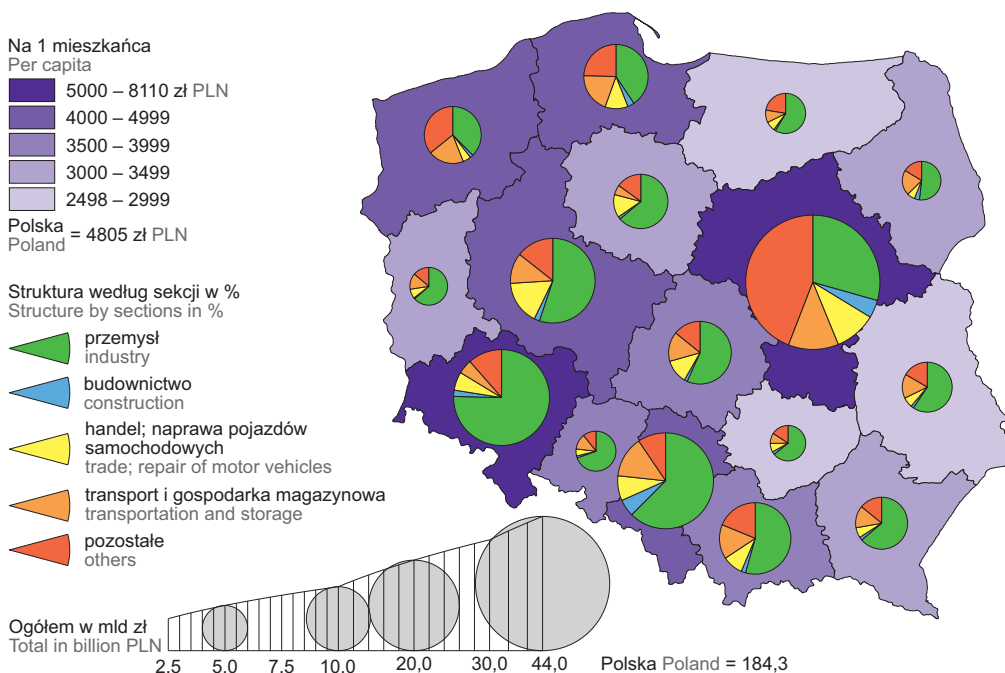 Na 1 mieszkańca
Per capita
5000 – 8110 zł PLN
4000 – 4999
3500 – 3999
3000 – 3499
2498 – 2999
Polska
Poland = 4805 zł PLN
Struktura według sekcji w %
Structure by sections in %
przemysł
industry
budownictwo
construction
handel; naprawa pojazdów
samochodowych
trade; repair of motor vehicles
transport i gospodarka magazynowa
transportation and storage
pozostałe
others
Ogółem w mld zł
Total in billion PLN
2,5 5,0 7,5 10,0 20,0 30,0 44,0
Polska Poland = 184,3